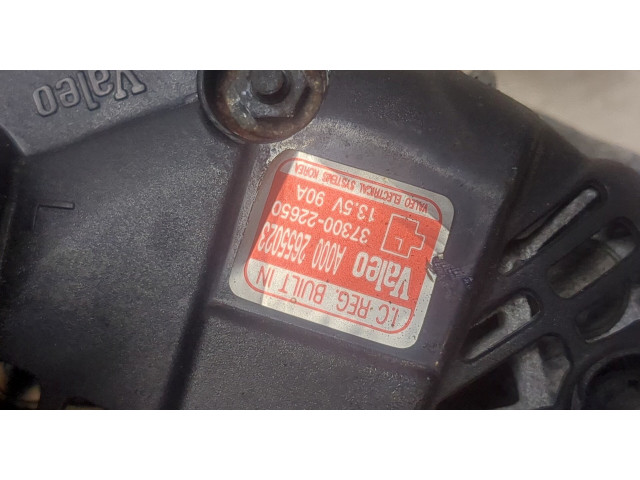 Valeo
I.C.REG. BUILT IN
Valeo A000 2655023
37300-22650
13.5V 90A
VALEO ELECTRICAL SYSTEMS KOREA
L
L